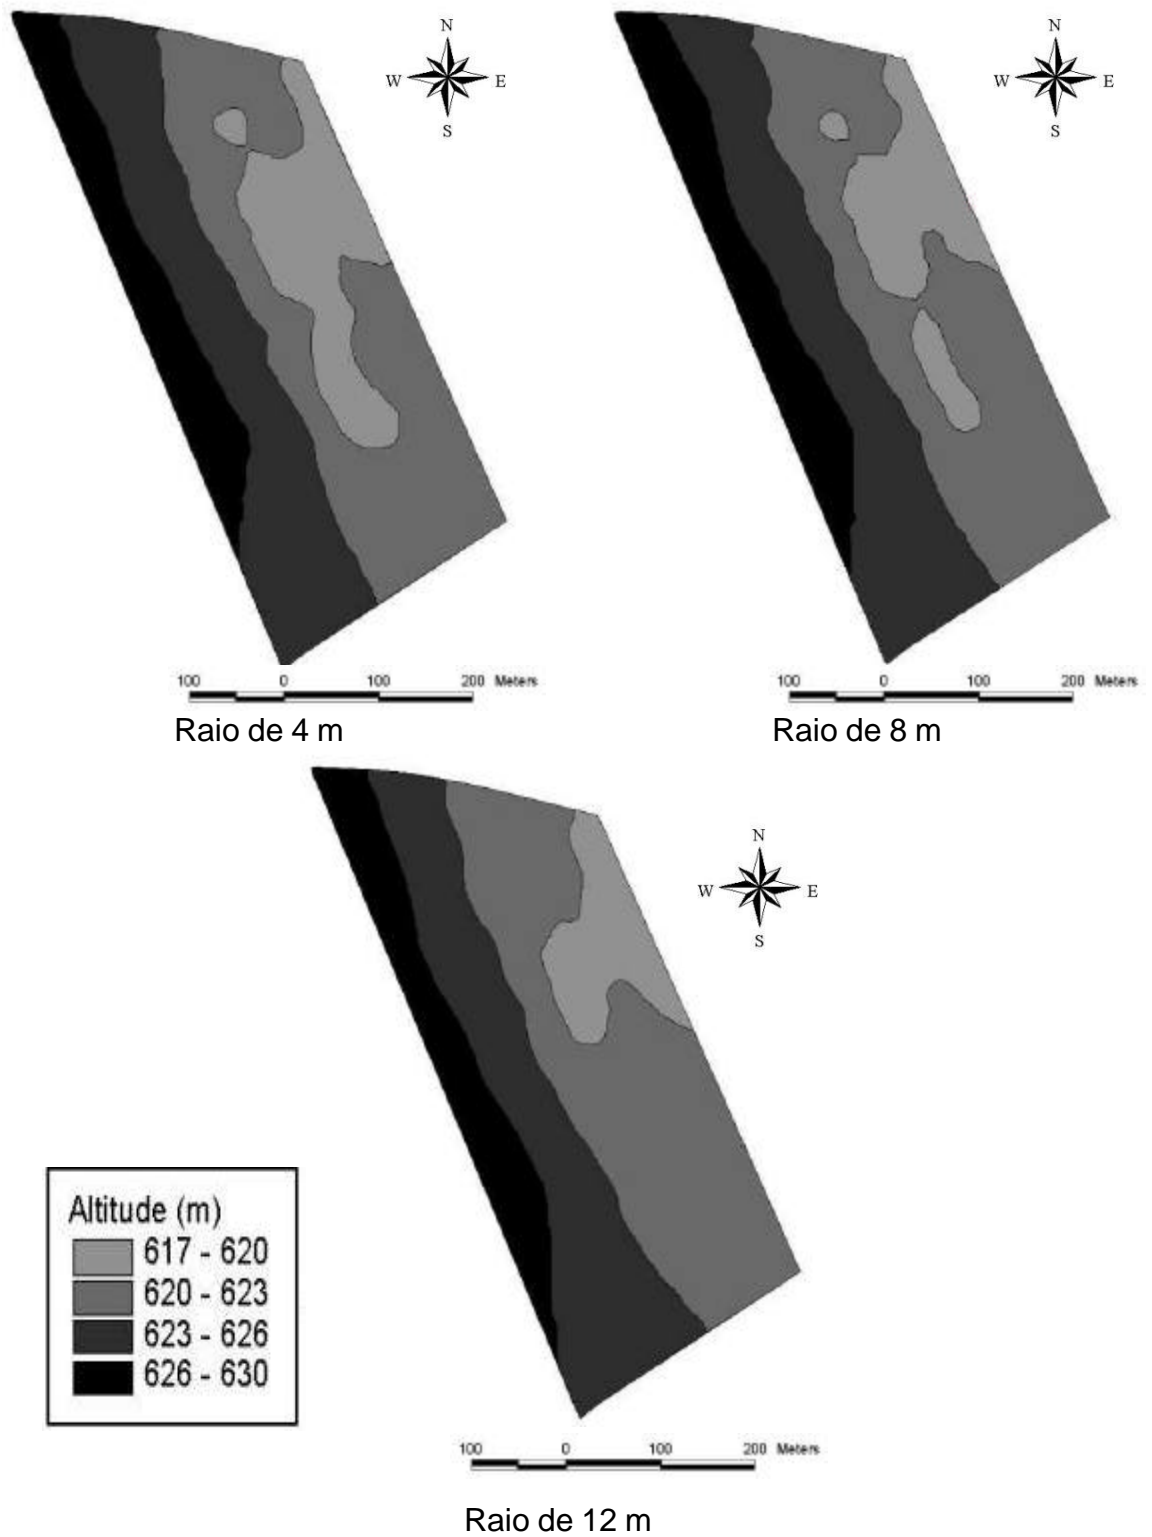 N
W E
S
100 0 100 200 Meters
Raio de 4 m
N
W E
S
100 0 100 200 Meters
Raio de 8 m
N
W E
S
Altitude (m)
617 - 620
620 - 623
623 - 626
626 - 630
100 0 100 200 Meters
Raio de 12 m